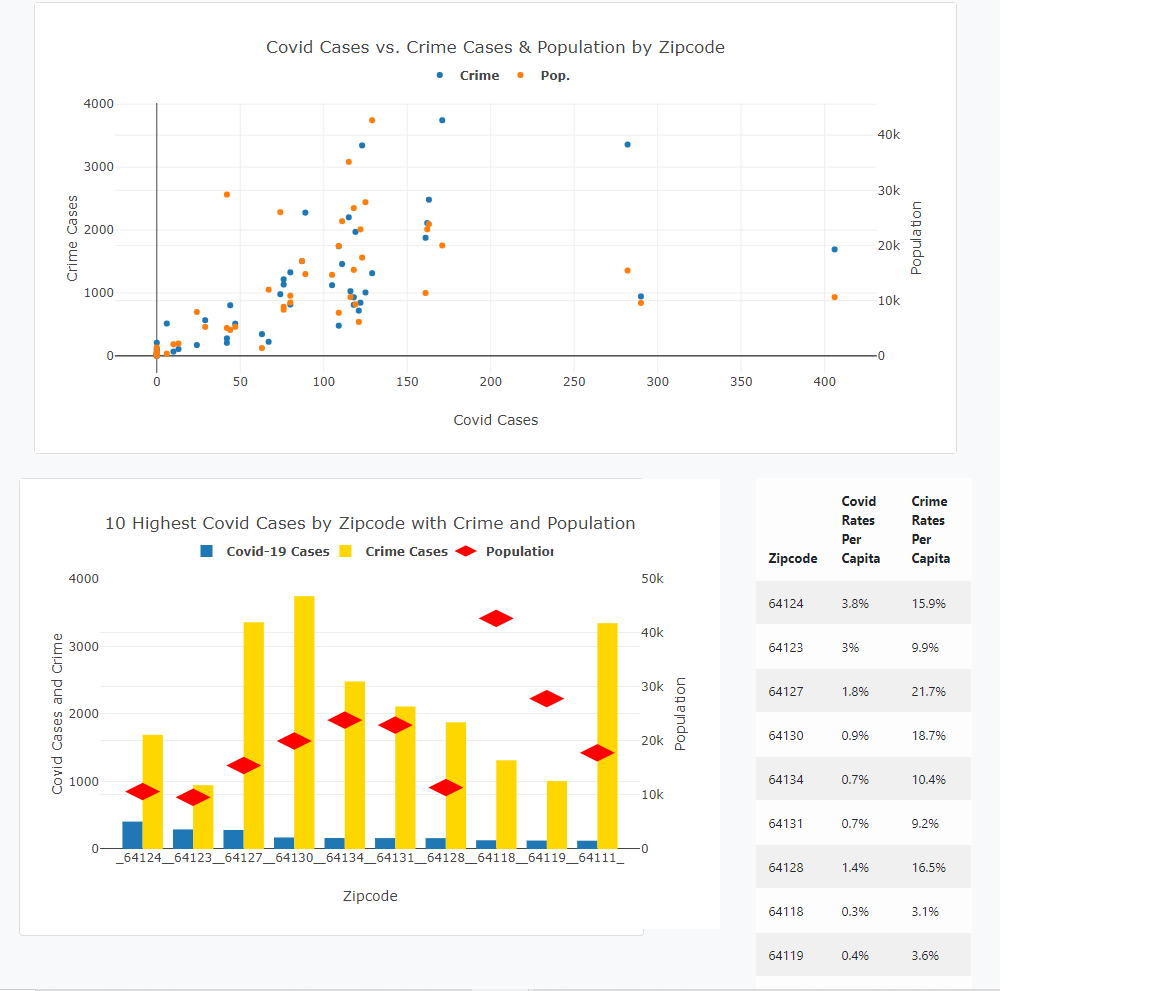 Covid Cases vs. Crime Cases & Population by Zipcode
Crime Pop.
4000
3000
2000
1000
0
Crime Cases
40k
30k
20k
10k
0
Population
0 50 100 150 200 250 300 350 400
Covid Cases
10 Highest Covid Cases by Zipcode with Crime and Population
Covid-19 Cases Crime Cases Population
4000
3000
2000
1000
0
Covid Cases and Crime
50k
40k
30k
20k
10k
0
Population
_64124_ _64123_ _64127_ _64130_ _64134_ _64131_ _64128_ _64118_ _64119_ _64111_
Zipcode
Zipcode Covid Rates Per Capita Crime Rates Per Capita
64124 3.8% 15.9%
64123 3% 9.9%
64127 1.8% 21.7%
64130 0.9% 18.7%
64134 0.7% 10.4%
64131 0.7% 9.2%
64128 1.4% 16.5%
64118 0.3% 3.1%
64119 0.4% 3.6%